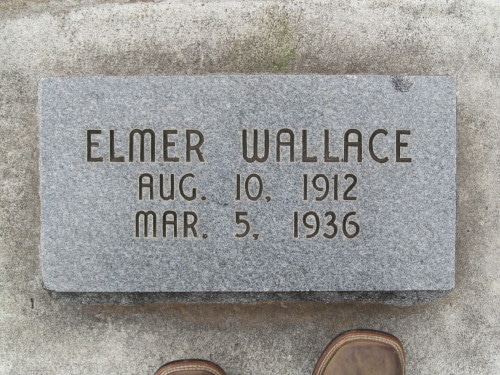 ELMER WALLACE
AUG. 10, 1912
MAR. 5, 1936